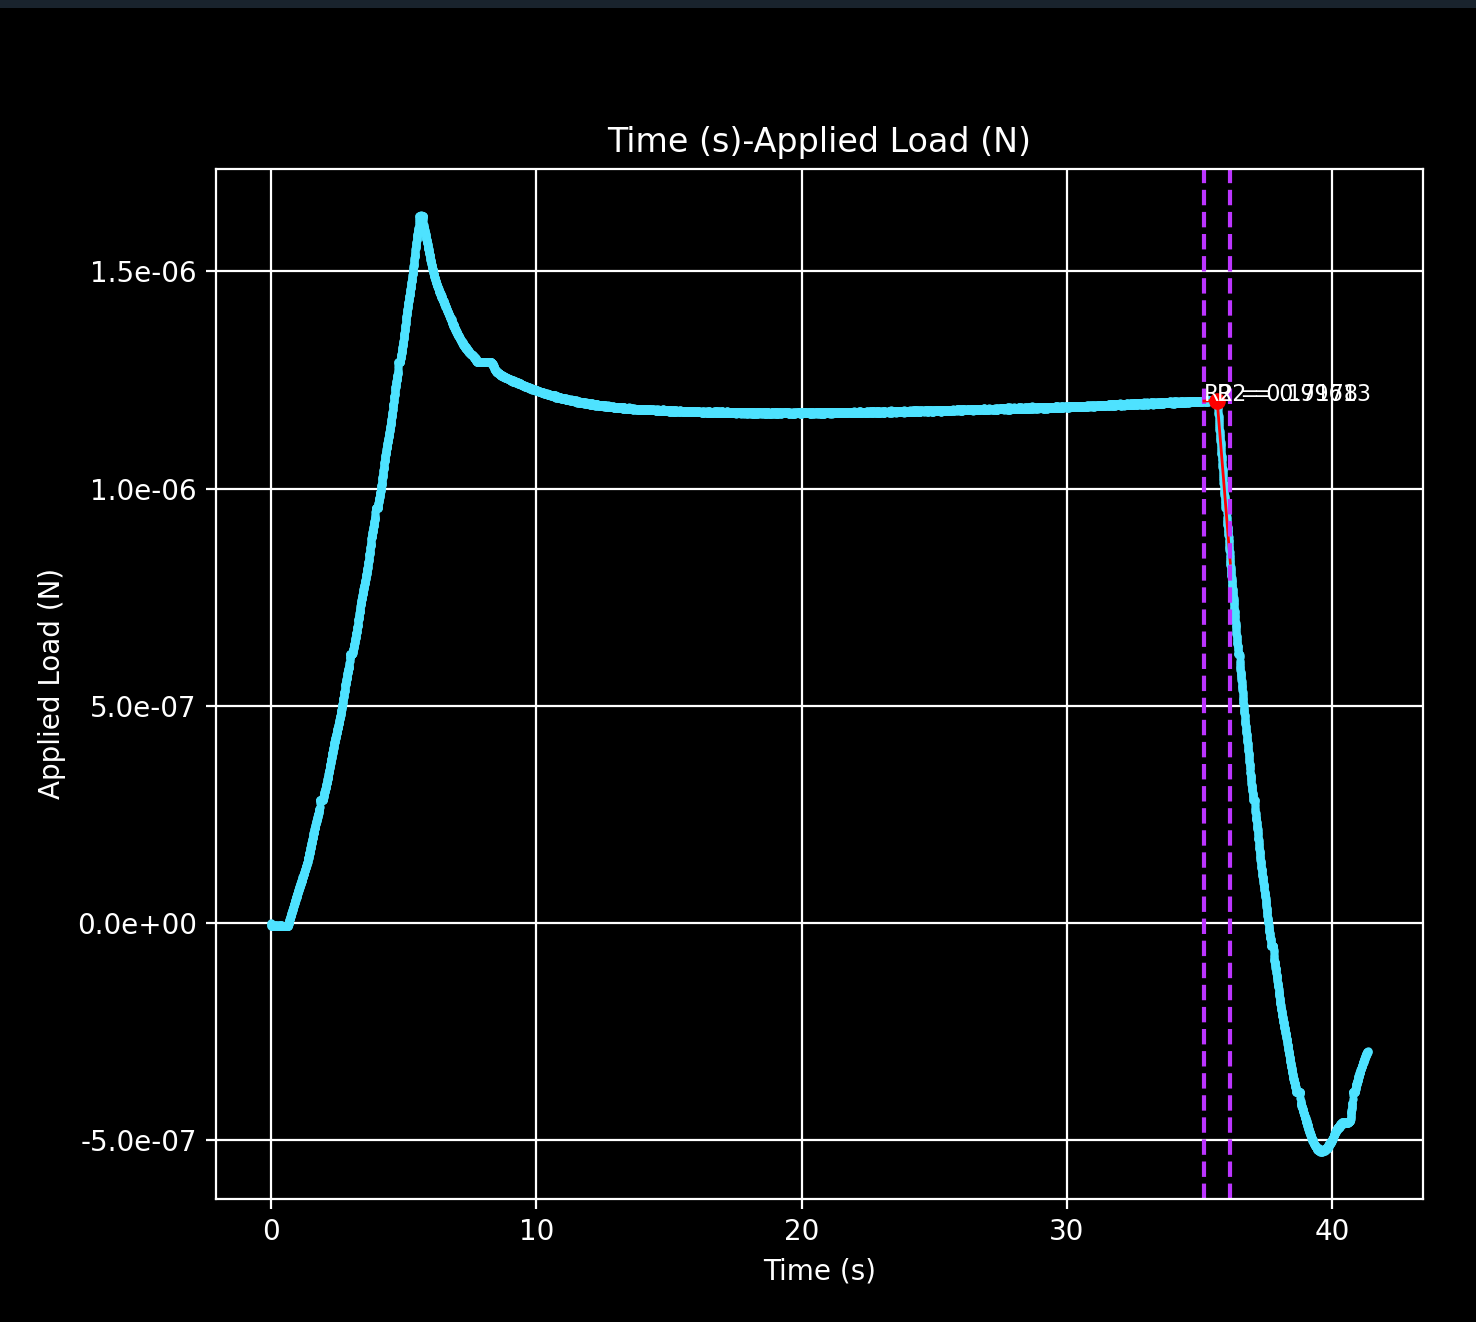 Time (s)-Applied Load (N)
1.5e-06
1.0e-06
5.0e-07
0.0e+00
-5.0e-07
Applied Load (N)
0
10
20
30
40
Time (s)